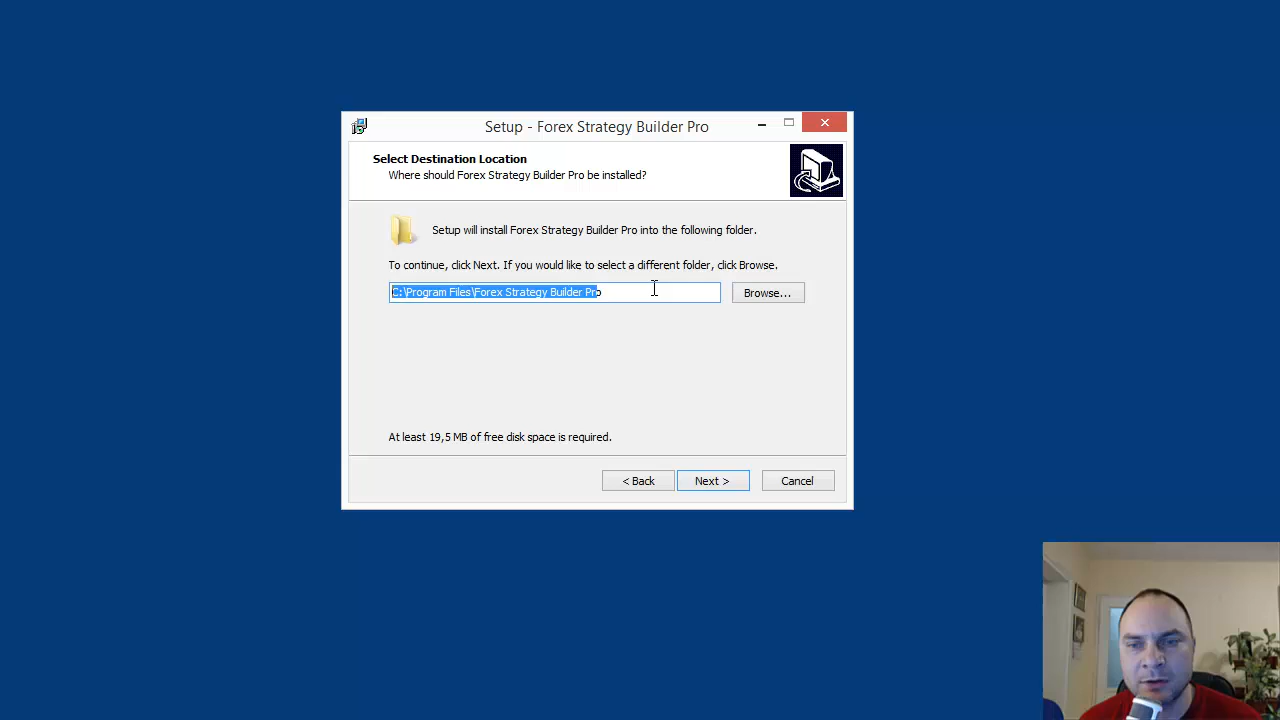 Setup - Forex Strategy Builder Pro
Select Destination Location
Where should Forex Strategy Builder Pro be installed?
Setup will install Forex Strategy Builder Pro into the following folder.
To continue, click Next. If you would like to select a different folder, click Browse.
C:\Program Files\Forex Strategy Builder Pro
Browse...
At least 19,5 MB of free disk space is required.
< Back
Next >
Cancel